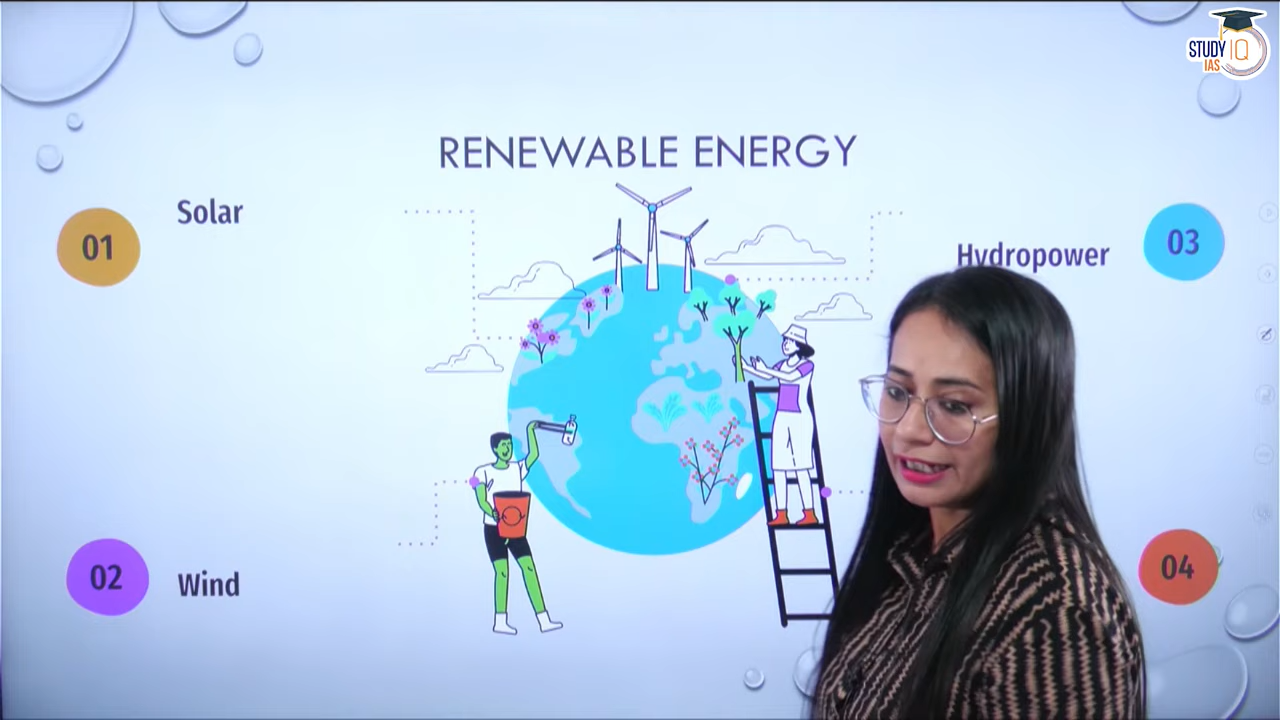 STUDY IQ
IAS
RENEWABLE ENERGY
01
Solar
02
Wind
Hydropower
03
04